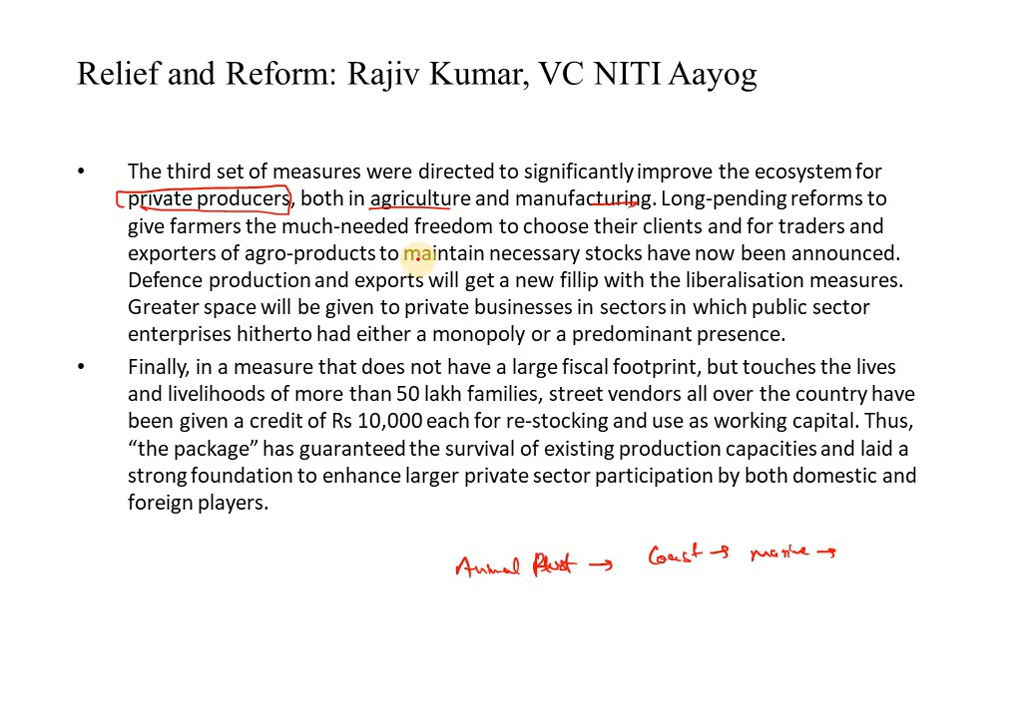 Relief and Reform: Rajiv Kumar, VC NITI Aayog
• The third set of measures were directed to significantly improve the ecosystem for
private producers, both in agriculture and manufacturing. Long-pending reforms to
give farmers the much-needed freedom to choose their clients and for traders and
exporters of agro-products to maintain necessary stocks have now been announced.
Defence production and exports will get a new fillip with the liberalisation measures.
Greater space will be given to private businesses in sectors in which public sector
enterprises hitherto had either a monopoly or a predominant presence.
• Finally, in a measure that does not have a large fiscal footprint, but touches the lives
and livelihoods of more than 50 lakh families, street vendors all over the country have
been given a credit of Rs 10,000 each for re-stocking and use as working capital. Thus,
“the package” has guaranteed the survival of existing production capacities and laid a
strong foundation to enhance larger private sector participation by both domestic and
foreign players.
Animal → Coast → marine →